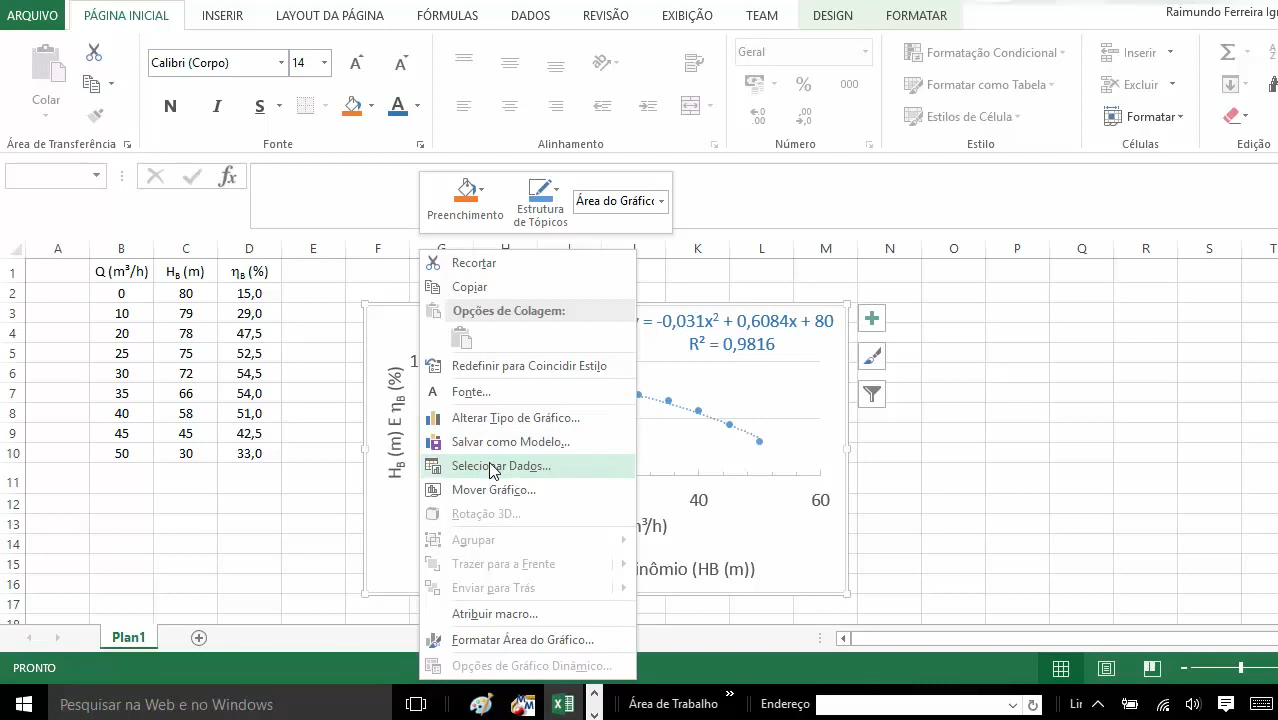 ARQUIVO PÁGINA INICIAL INSERIR LAYOUT DA PÁGINA FÓRMULAS DADOS REVISÃO EXIBIÇÃO TEAM DESIGN FORMATAR Raimundo Ferreira
Colar
Calibri (Corpo) 14
N I S
Área de Transferência Fonte Alinhamento Número Estilo Células Edição
Geral
% 000
Formatação Condicional
Formatar como Tabela
Estilos de Célula
Inserir
Excluir
Formatar
Preenchimento
Estrutura
de Tópicos
Área do Gráfico
A B C D E F G H I J K L M N O P Q R S T
1 Q (m³/h) H_B (m) η_B (%)
2 0 80 15,0
3 10 79 29,0
4 20 78 47,5
5 25 75 52,5
6 30 72 54,5
7 35 66 54,0
8 40 58 51,0
9 45 45 42,5
10 50 30 33,0
11
12
13
14
15
16
17
18
Recortar
Copiar
Opções de Colagem:
Redefinir para Coincidir Estilo
Fonte...
Alterar Tipo de Gráfico...
Salvar como Modelo...
Selecionar Dados...
Mover Gráfico...
Rotação 3D...
Agrupar
Trazer para a Frente
Enviar para Trás
Atribuir macro...
Formatar Área do Gráfico...
Opções de Gráfico Dinâmico...
= -0,031x² + 0,6084x + 80
R² = 0,9816
H_B (m) E η_B (%)
1
40 60
m³/h)
inômio (HB (m))
Plan1
PRONTO
Pesquisar na Web e no Windows
Área de Trabalho
Endereço